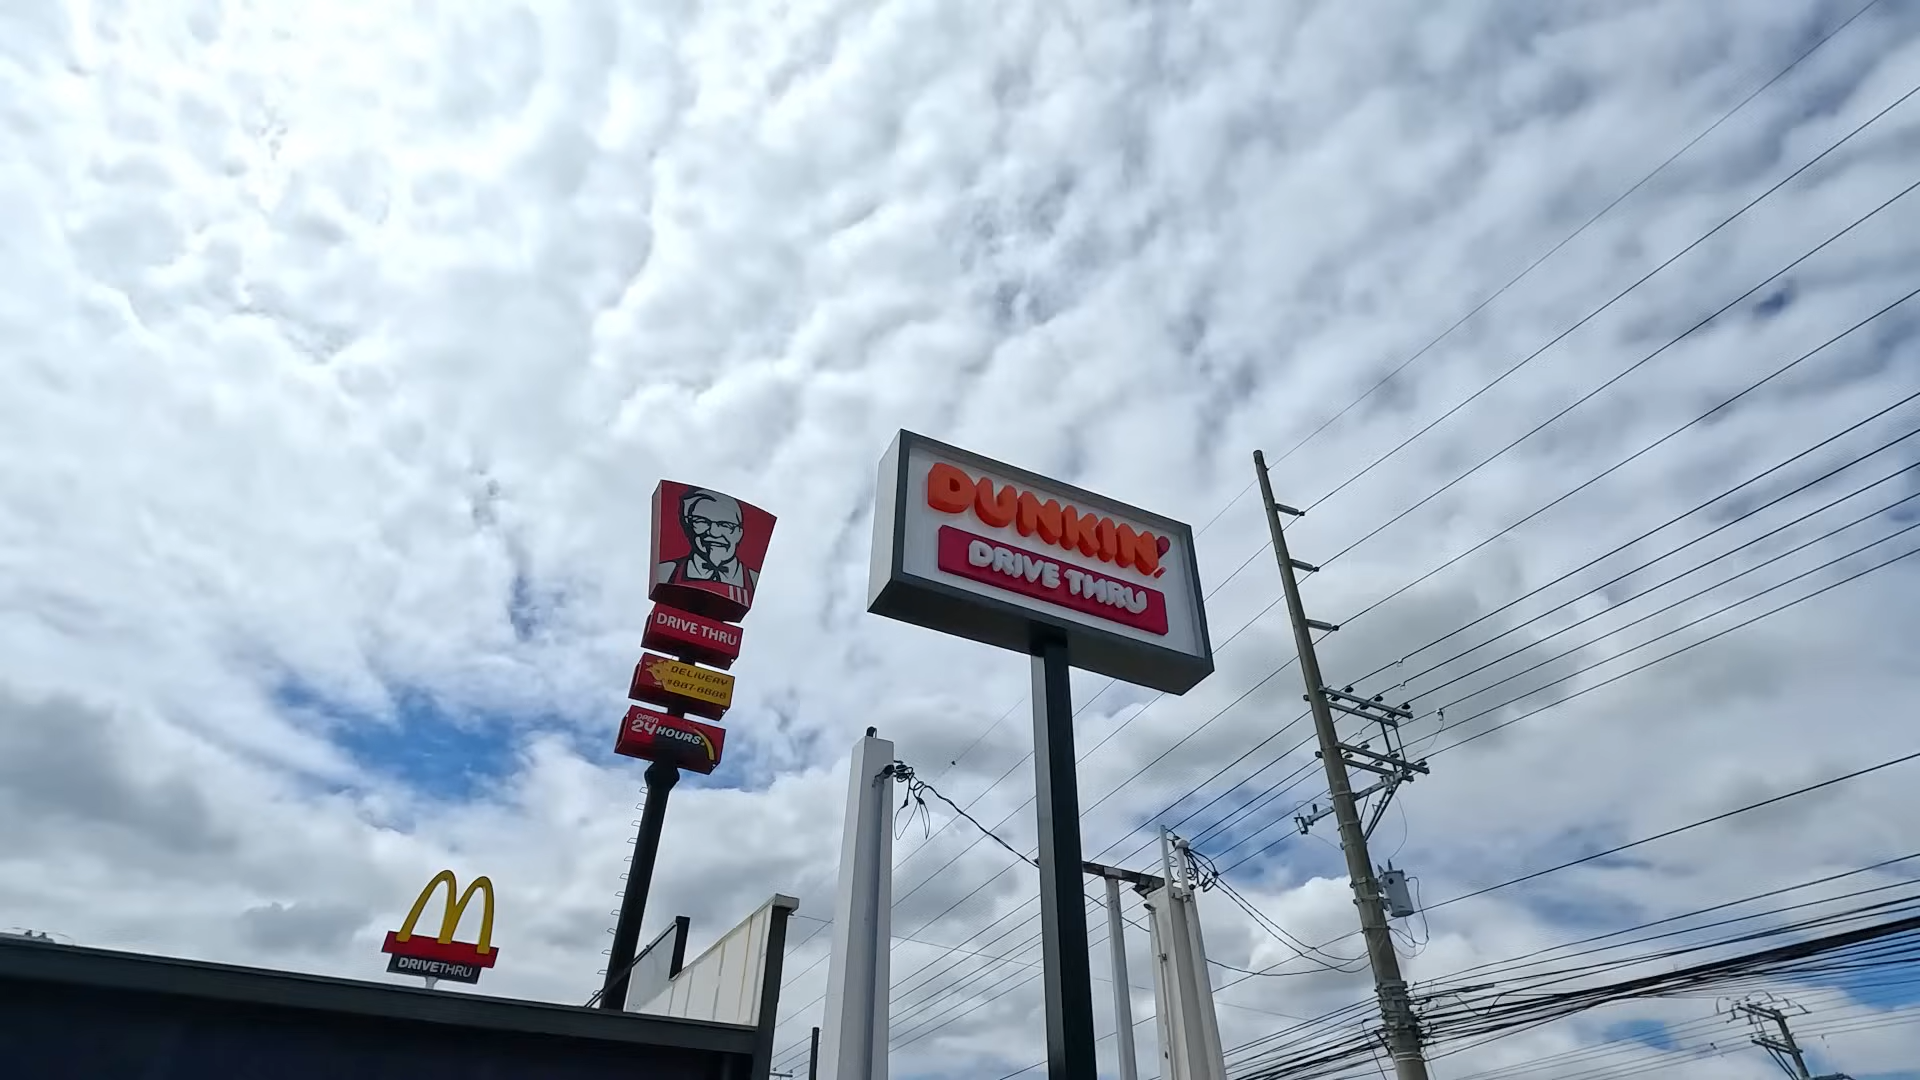 DUNKIN'
DRIVE THRU
DRIVE THRU
DELIVERY
#887-8888
OPEN
24 HOURS
DRIVETHRU